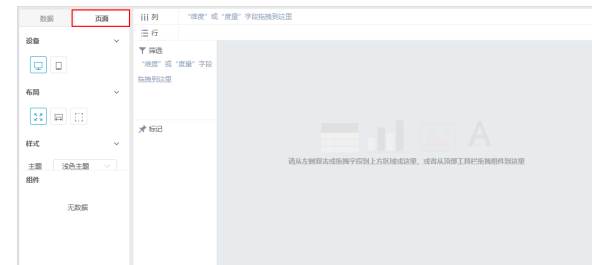 数据 页面
设备
布局
样式
主题 浅色主题
组件
无数据
列 "维度" 或 "度量" 字段拖拽到这里
行
筛选
"维度" 或 "度量" 字段
拖拽到这里
标记
A
请从左侧双击或拖拽字段到上方区域或这里，或者从顶部工具栏拖拽组件到这里